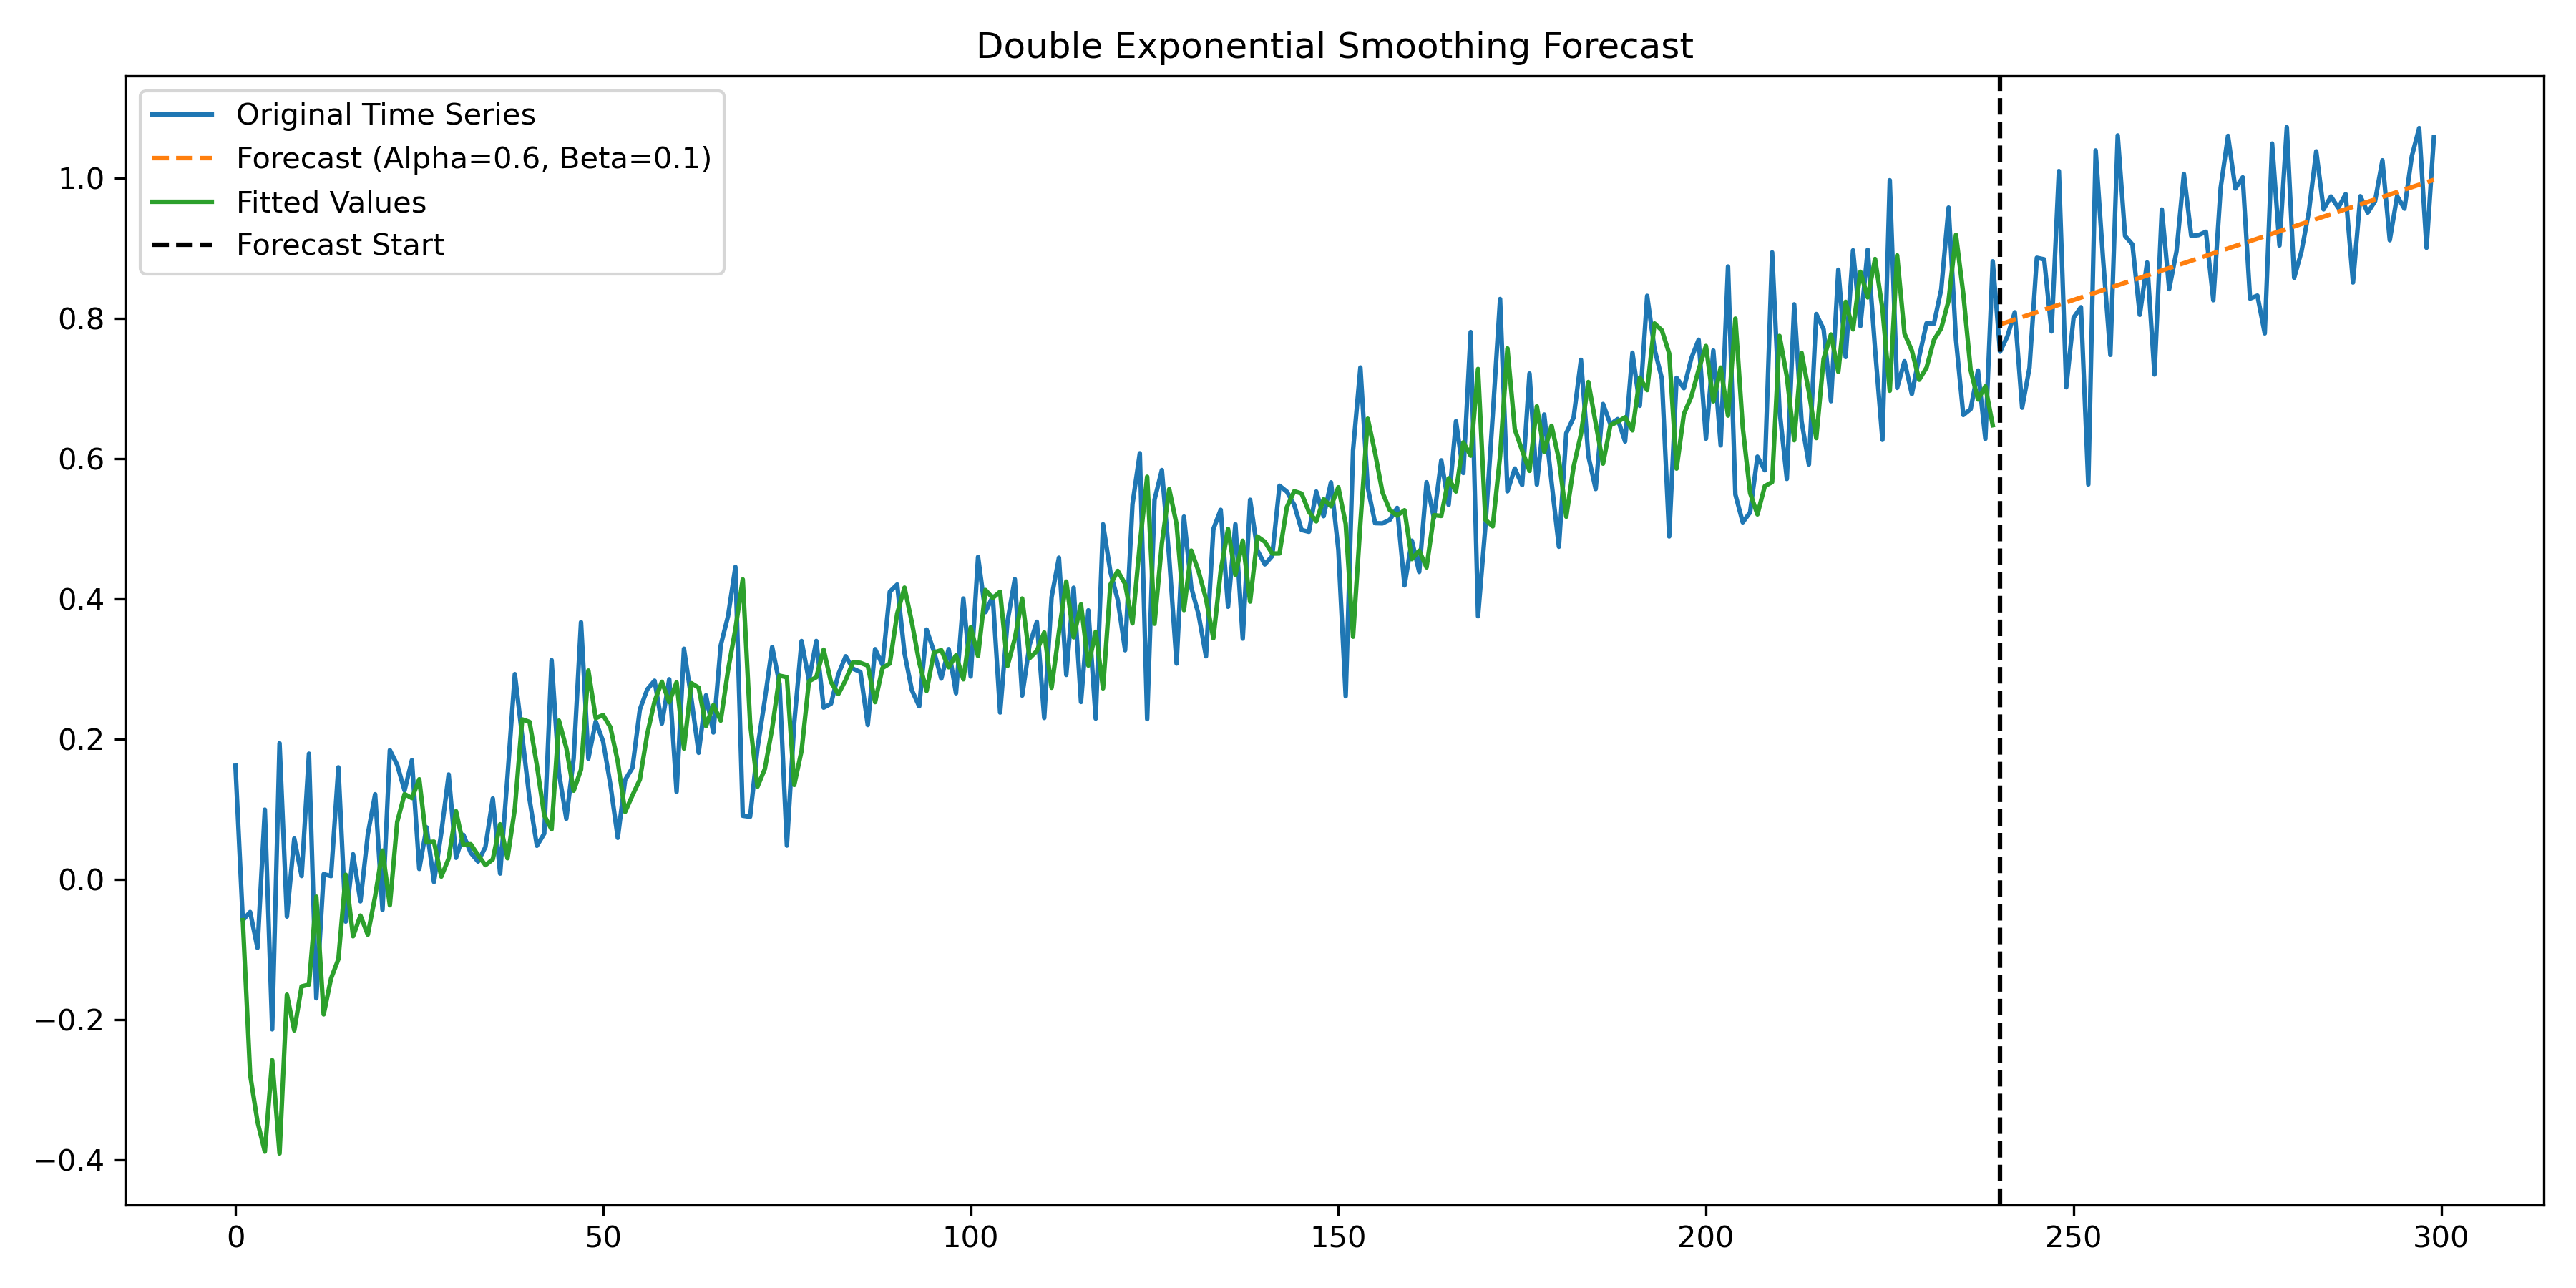 Double Exponential Smoothing Forecast
Original Time Series
Forecast (Alpha=0.6, Beta=0.1)
Fitted Values
Forecast Start
1.0
0.8
0.6
0.4
0.2
0.0
−0.2
−0.4
0 50 100 150 200 250 300